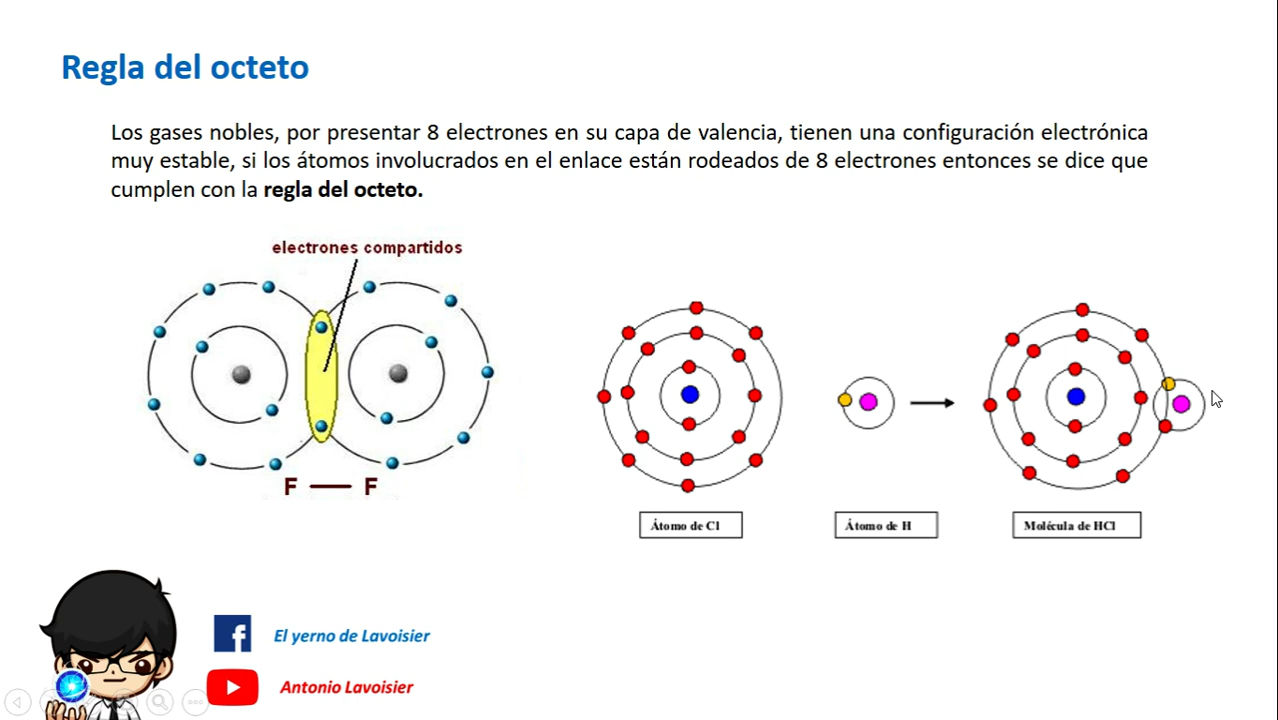 Regla del octeto
Los gases nobles, por presentar 8 electrones en su capa de valencia, tienen una configuración electrónica
muy estable, si los átomos involucrados en el enlace están rodeados de 8 electrones entonces se dice que
cumplen con la regla del octeto.
electrones compartidos
F — F
Átomo de Cl
Átomo de H
Molécula de HCl
El yerno de Lavoisier
Antonio Lavoisier